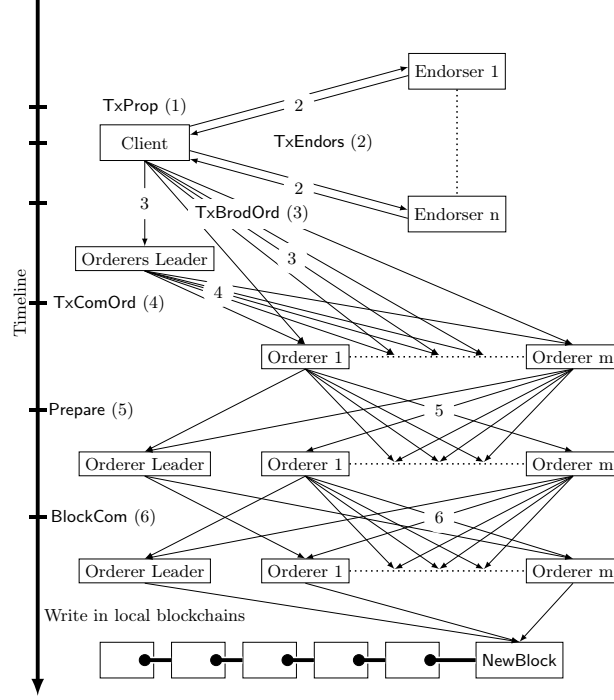 Endorser 1
TxProp (1)
2
Client
TxEndors (2)
2
3
TxBrodOrd (3)
Endorser n
3
Orderers Leader
Timeline
4
TxComOrd (4)
Orderer 1
Orderer m
Prepare (5)
5
Orderer Leader
Orderer 1
Orderer m
BlockCom (6)
6
Orderer Leader
Orderer 1
Orderer m
Write in local blockchains
NewBlock